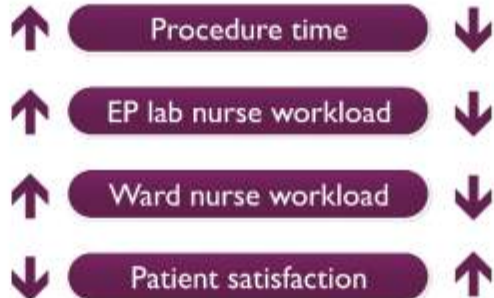 Procedure time
EP lab nurse workload
Ward nurse workload
Patient satisfaction